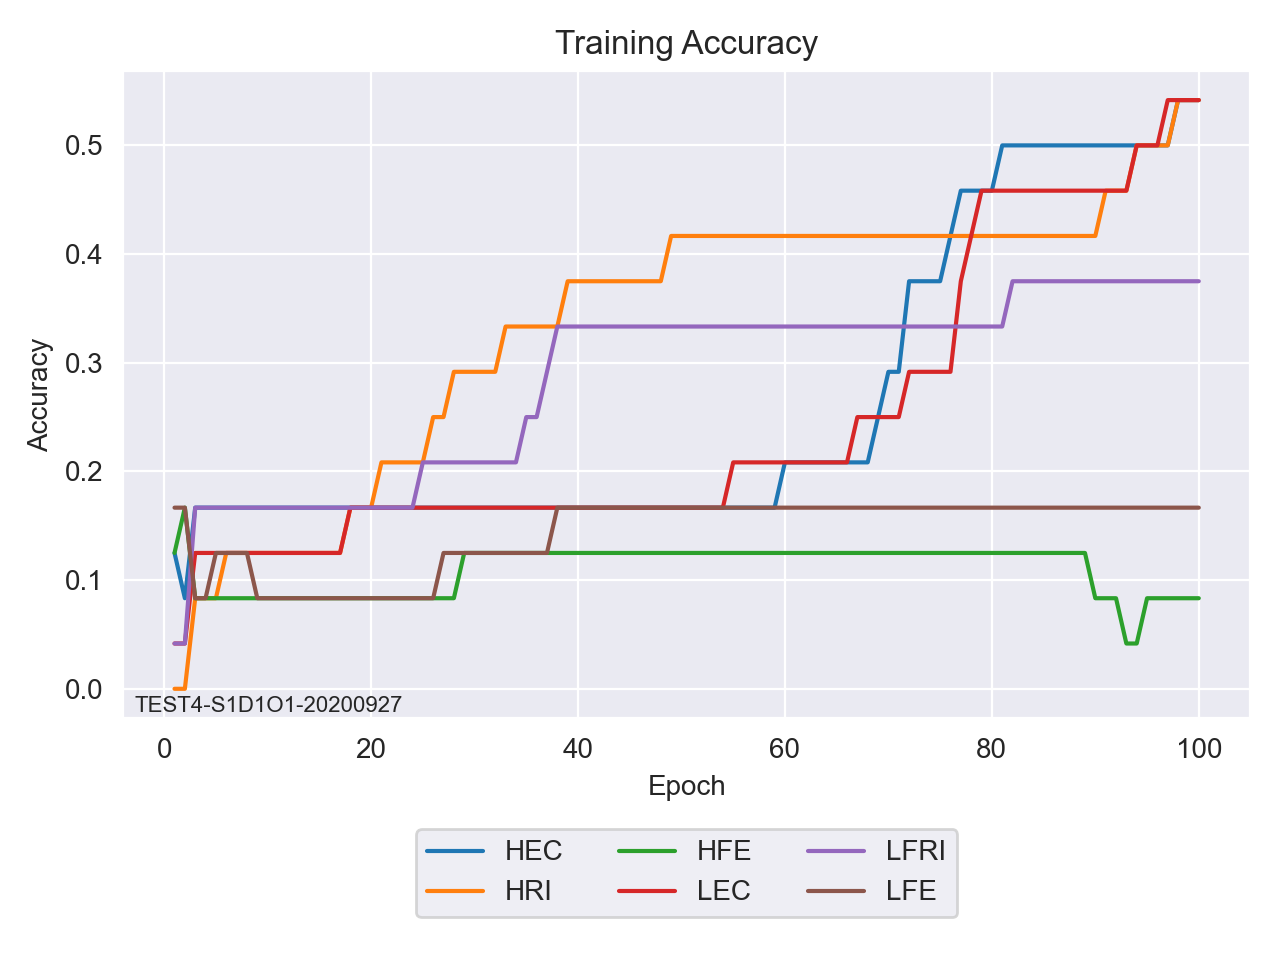 Training Accuracy
Accuracy
0.5
0.4
0.3
0.2
0.1
0.0
TEST4-S1D1O1-20200927
0 20 40 60 80 100
Epoch
HEC HFE LFRI
HRI LEC LFE